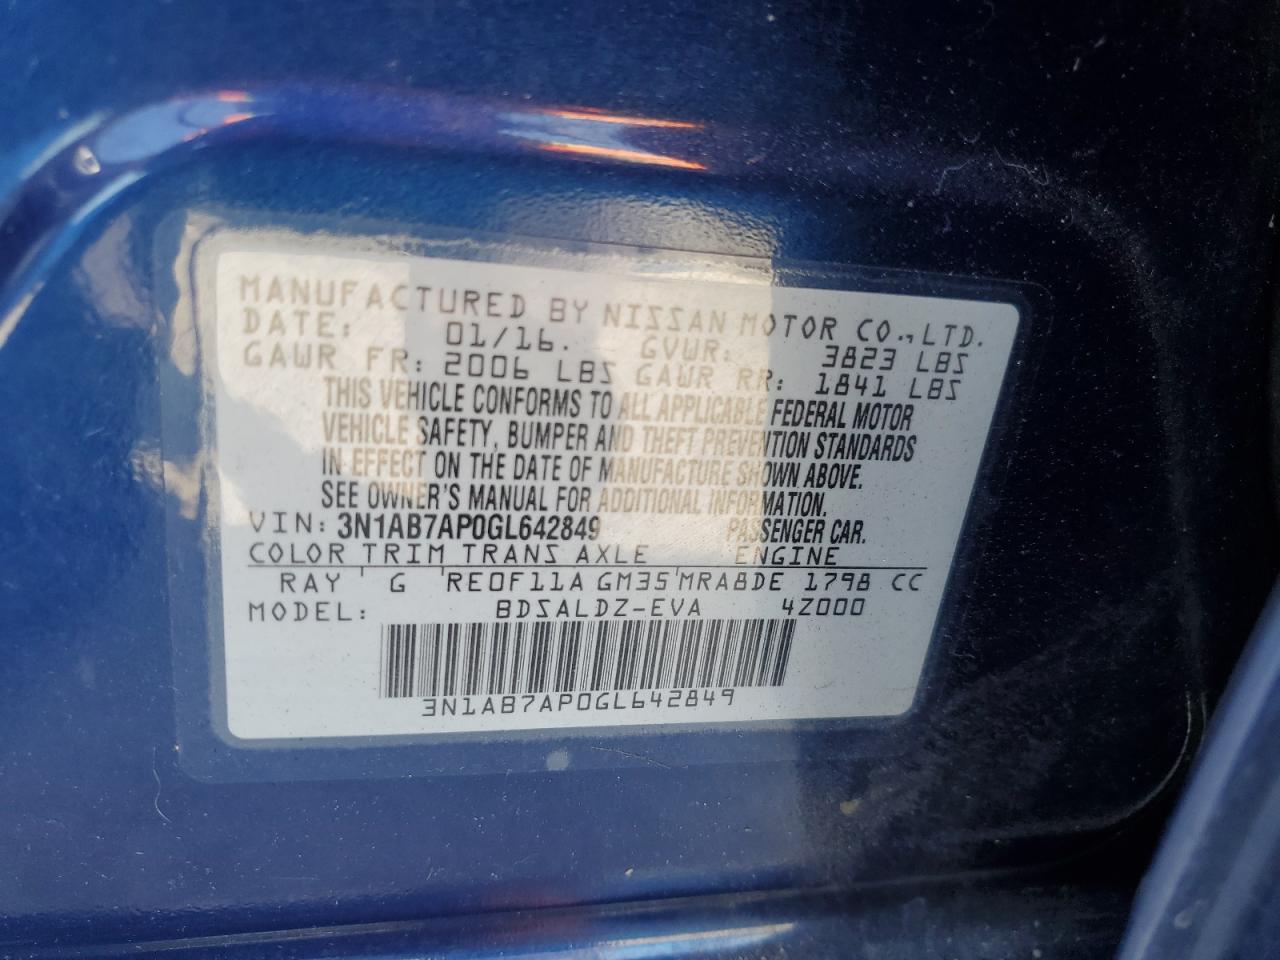 MANUFACTURED BY NISSAN MOTOR CO., LTD.
DATE: 01/16. GVWR: 3823 LBS
GAWR FR: 2006 LBS GAWR RR: 1841 LBS
THIS VEHICLE CONFORMS TO ALL APPLICABLE FEDERAL MOTOR
VEHICLE SAFETY, BUMPER AND THEFT PREVENTION STANDARDS
IN EFFECT ON THE DATE OF MANUFACTURE SHOWN ABOVE.
SEE OWNER'S MANUAL FOR ADDITIONAL INFORMATION.
VIN: 3N1AB7AP0GL642849 PASSENGER CAR.
COLOR TRIM TRANS AXLE ENGINE
RAY G RE0F11A GM35 MRA8DE 1798 CC
MODEL: BDSALDZ-EVA 4Z000
3N1AB7AP0GL642849